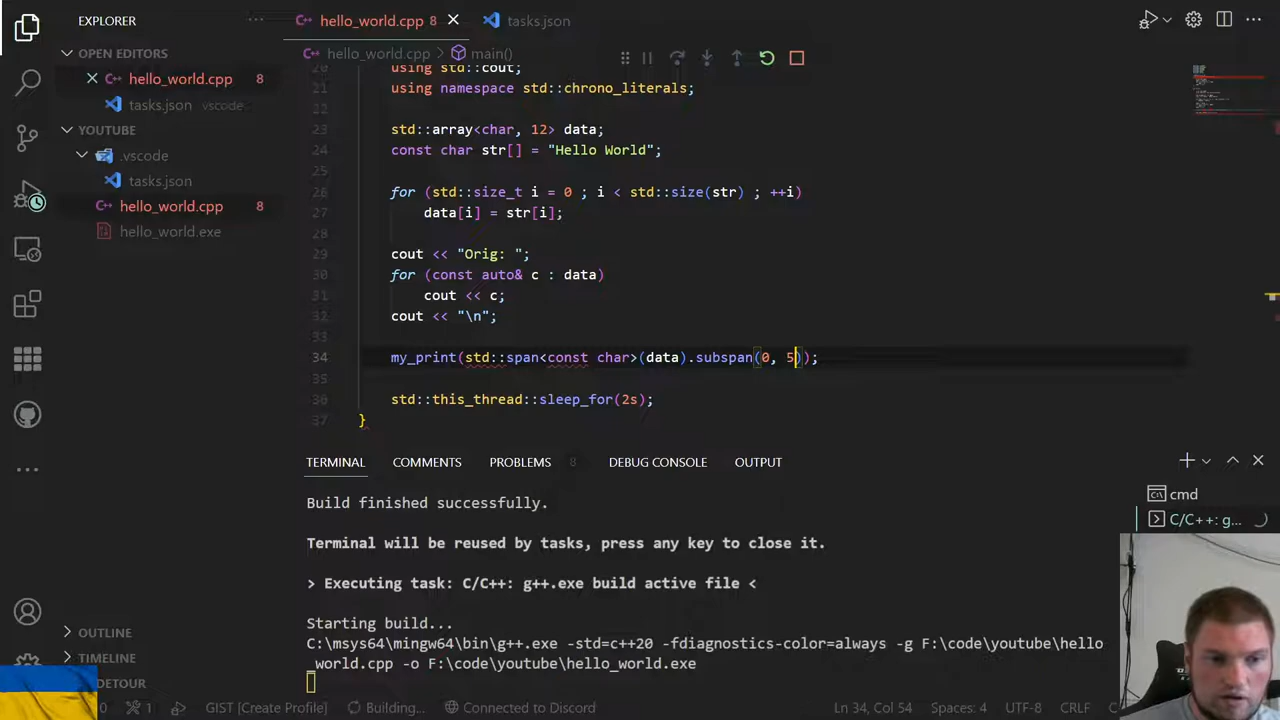 EXPLORER
hello_world.cpp 8
tasks.json
OPEN EDITORS
hello_world.cpp 8
tasks.json vscode
YOUTUBE
.vscode
tasks.json
hello_world.cpp 8
hello_world.exe
hello_world.cpp
main()
20 using std::cout;
21 using namespace std::chrono_literals;
22
23 std::array<char, 12> data;
24 const char str[] = "Hello World";
25
26 for (std::size_t i = 0 ; i < std::size(str) ; ++i)
27 data[i] = str[i];
28
29 cout << "Orig: ";
30 for (const auto& c : data)
31 cout << c;
32 cout << "\n";
33
34 my_print(std::span<const char>(data).subspan(0, 5));
35
36 std::this_thread::sleep_for(2s);
37 }
TERMINAL COMMENTS PROBLEMS 8 DEBUG CONSOLE OUTPUT
Build finished successfully.
Terminal will be reused by tasks, press any key to close it.
> Executing task: C/C++: g++.exe build active file <
Starting build...
C:\msys64\mingw64\bin\g++.exe -std=c++20 -fdiagnostics-color=always -g F:\code\youtube\hello
_world.cpp -o F:\code\youtube\hello_world.exe
cmd
C/C++: g...
OUTLINE
TIMELINE
DETOUR
1 GIST [Create Profile] Building... Connected to Discord Ln 34, Col 54 Spaces: 4 UTF-8 CRLF